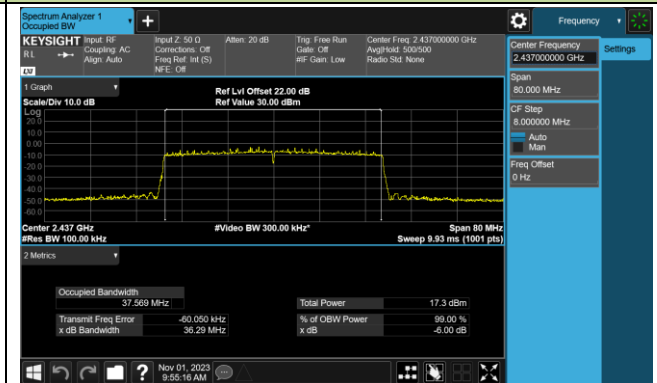 Spectrum Analyzer 1
Occupied BW
Frequency
KEYSIGHT
Input: RF
Coupling: AC
Align: Auto
Input Z: 50 Ω
Corrections: Off
Freq Ref: Int (S)
NFE: Off
Atten: 20 dB
Trig: Free Run
Gate: Off
#IF Gain: Low
Center Freq: 2.437000000 GHz
Avg|Hold: 500/500
Radio Std: None
RL
LXI
Center Frequency
2.437000000 GHz
Settings
Span
80.000 MHz
CF Step
8.000000 MHz
Auto
Man
Freq Offset
0 Hz
1 Graph
Scale/Div 10.0 dB
Ref Lvl Offset 22.00 dB
Ref Value 30.00 dBm
Log
20.0
10.0
0.00
-10.0
-20.0
-30.0
-40.0
-50.0
-60.0
Center 2.437 GHz
#Video BW 300.00 kHz*
Span 80 MHz
#Res BW 100.00 kHz
Sweep 9.93 ms (1001 pts)
2 Metrics
Occupied Bandwidth
37.569 MHz
Total Power 17.3 dBm
Transmit Freq Error -60.050 kHz
% of OBW Power 99.00 %
x dB Bandwidth 36.29 MHz
x dB -6.00 dB
?
Nov 01, 2023
9:55:16 AM